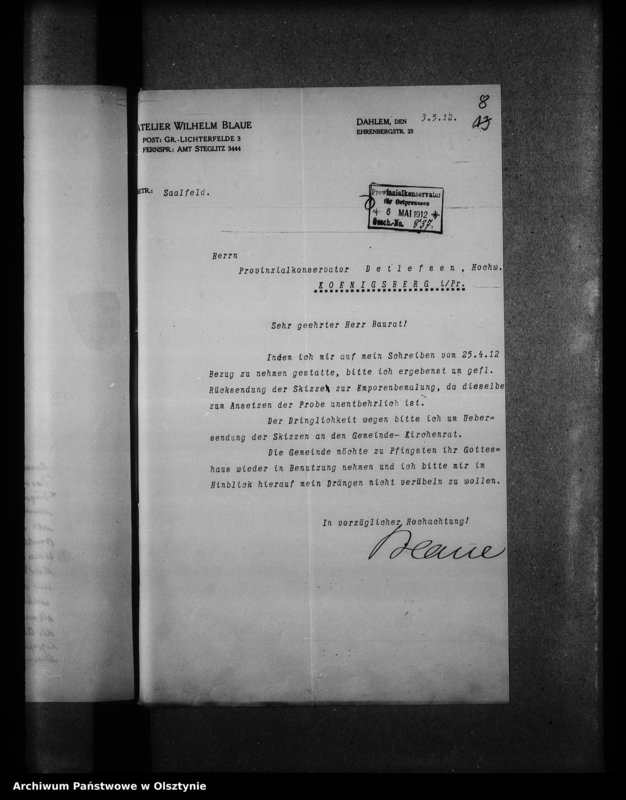 8
ATELIER WILHELM BLAUE
POST: GR.-LICHTERFELDE 3
FERNSPR.: AMT STEGLITZ 3444
DAHLEM, DEN 3.5.12.
EHRENBERGSTR. 23
BETR.: Saalfeld.
Provinzialkonservator
für Ostpreussen
* 6 MAI 1912 *
Gesch.-No. 837.
Herrn
Provinzialkonservator Detlefsen, Hochw.
KOENIGSBERG i/Pr.
Sehr geehrter Herr Baurat!
Indem ich mir auf mein Schreiben vom 25.4.12
Bezug zu nehmen gestatte, bitte ich ergebenst um gefl.
Rücksendung der Skizze zur Emporenbemalung, da dieselbe
zum Ansetzen der Probe unentbehrlich ist.
Der Dringlichkeit wegen bitte ich um Ueber=
sendung der Skizzen an den Gemeinde- Kirchenrat.
Die Gemeinde möchte zu Pfingsten ihr Gottes=
haus wieder in Benutzung nehmen und ich bitte mir im
Hinblick hierauf mein Drängen nicht verübeln zu wollen.
In vorzüglicher Hochachtung!
Blaue
Archiwum Państwowe w Olsztynie